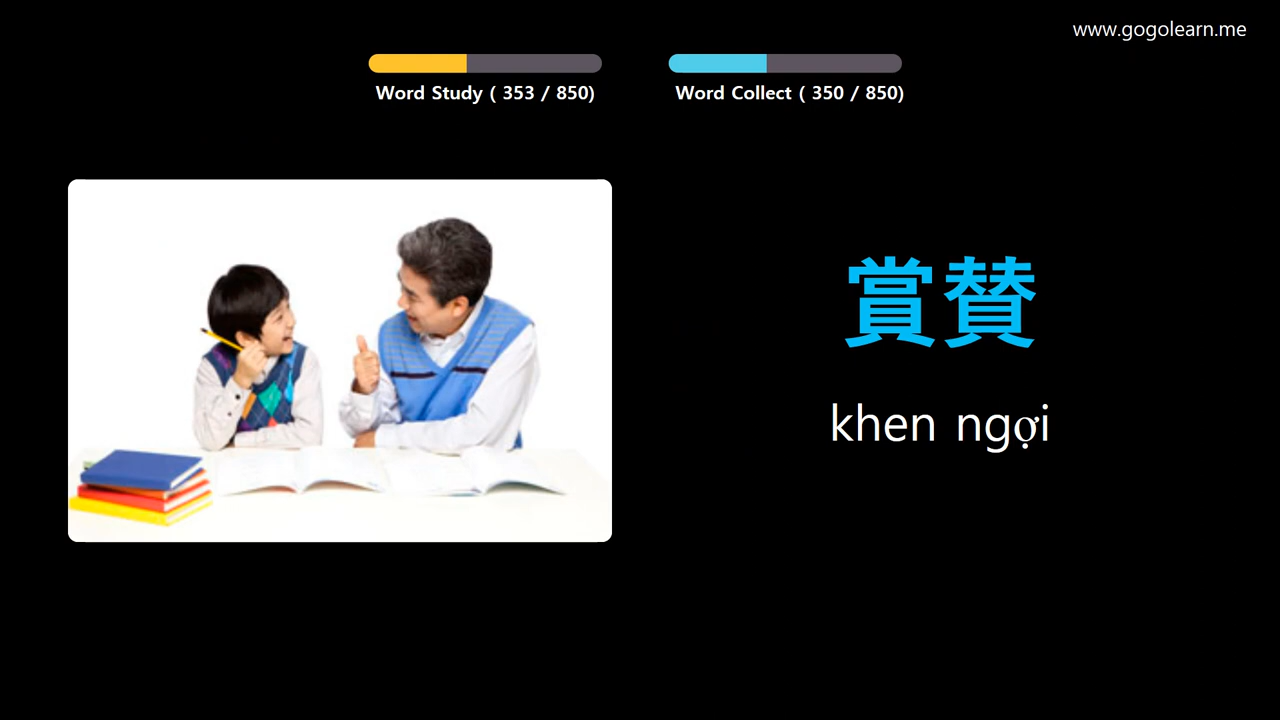 www.gogolearn.me
Word Study ( 353 / 850)
Word Collect ( 350 / 850)
賞賛
khen ngợi